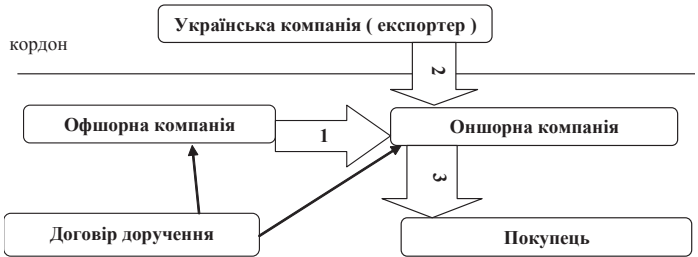 Українська компанія ( експортер )
кордон
2
Офшорна компанія
1
Оншорна компанія
3
Договір доручення
Покупець